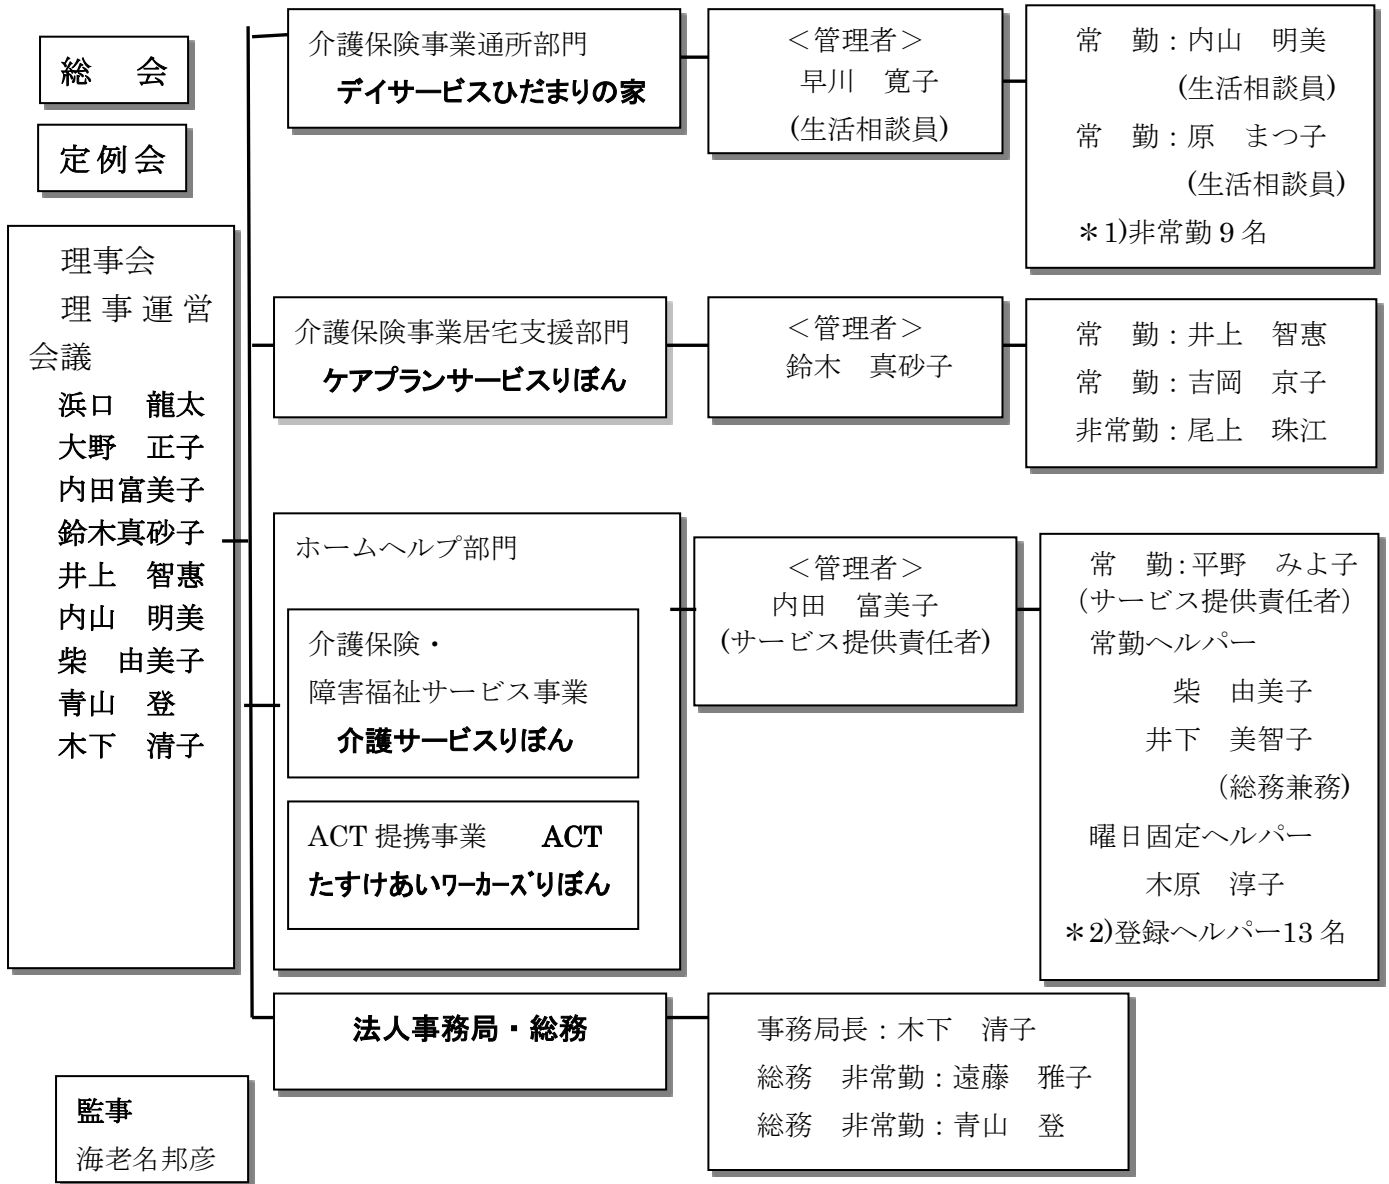 総　会
定例会
理事会
理事運営
会議
浜口　龍太
大野　正子
内田富美子
鈴木真砂子
井上　智惠
内山　明美
柴　由美子
青山　登
木下　清子
監事
海老名邦彦
介護保険事業通所部門
デイサービスひだまりの家
＜管理者＞
早川　寛子
(生活相談員)
常　勤：内山　明美
(生活相談員)
常　勤：原　まつ子
(生活相談員)
＊1)非常勤 9 名
介護保険事業居宅支援部門
ケアプランサービスりぼん
＜管理者＞
鈴木　真砂子
常　勤：井上　智惠
常　勤：吉岡　京子
非常勤：尾上　珠江
ホームヘルプ部門
介護保険・
障害福祉サービス事業
介護サービスりぼん
ACT 提携事業　ACT
たすけあいﾜｰｶｰｽﾞりぼん
＜管理者＞
内田　富美子
(サービス提供責任者)
常　勤：平野　みよ子
（サービス提供責任者）
常勤ヘルパー
柴　由美子
井下　美智子
（総務兼務)
曜日固定ヘルパー
木原　淳子
＊2)登録ヘルパー13 名
法人事務局・総務
事務局長：木下　清子
総務　非常勤：遠藤　雅子
総務　非常勤：青山　登